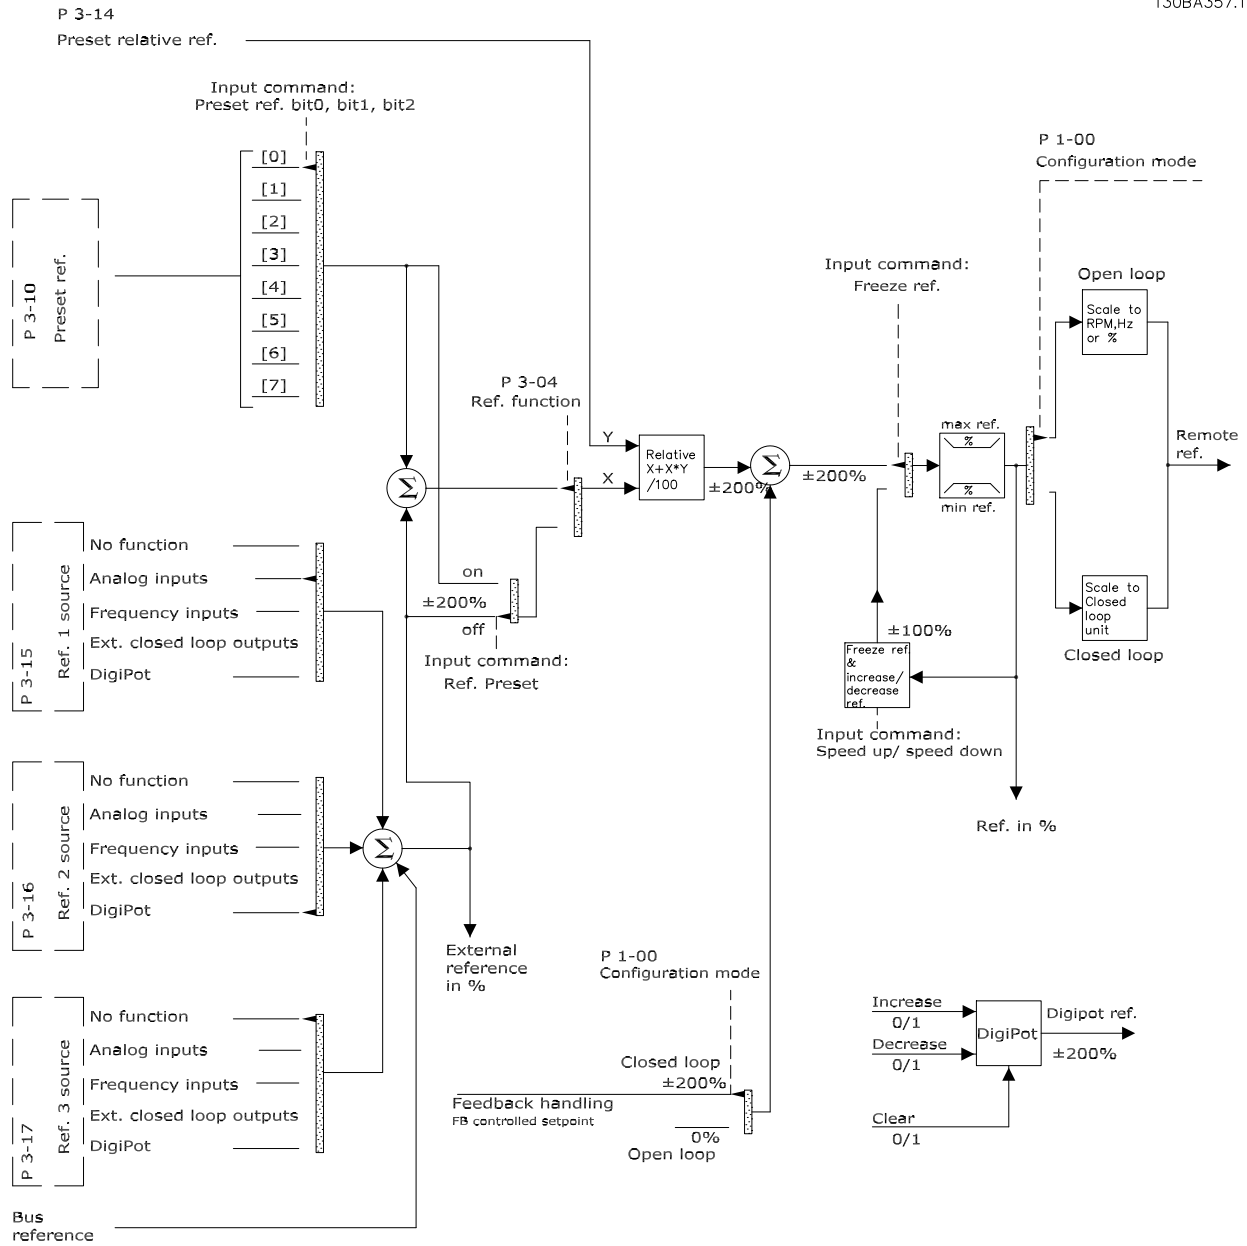 130BA357.1
P 3-14
Preset relative ref.
Input command:
Preset ref. bit0, bit1, bit2
[0]
[1]
[2]
[3]
[4]
[5]
[6]
[7]
P 3-10
Preset ref.
P 1-00
Configuration mode
Input command:
Freeze ref.
Open loop
Scale to
RPM,Hz
or %
P 3-04
Ref. function
Y
X
Relative
X+X*Y
/100
±200%
Σ
±200%
max ref.
%
%
min ref.
Remote
ref.
Σ
on
±200%
off
Input command:
Ref. Preset
P 3-15
Ref. 1 source
No function
Analog inputs
Frequency inputs
Ext. closed loop outputs
DigiPot
Scale to
Closed
loop
unit
Closed loop
±100%
Freeze ref.
&
increase/
decrease
ref.
Input command:
Speed up/ speed down
Ref. in %
P 3-16
Ref. 2 source
No function
Analog inputs
Frequency inputs
Ext. closed loop outputs
DigiPot
Σ
External
reference
in %
P 3-17
Ref. 3 source
No function
Analog inputs
Frequency inputs
Ext. closed loop outputs
DigiPot
Bus
reference
P 1-00
Configuration mode
Closed loop
±200%
Feedback handling
FB controlled setpoint
0%
Open loop
Increase
0/1
Decrease
0/1
Clear
0/1
DigiPot
Digipot ref.
±200%